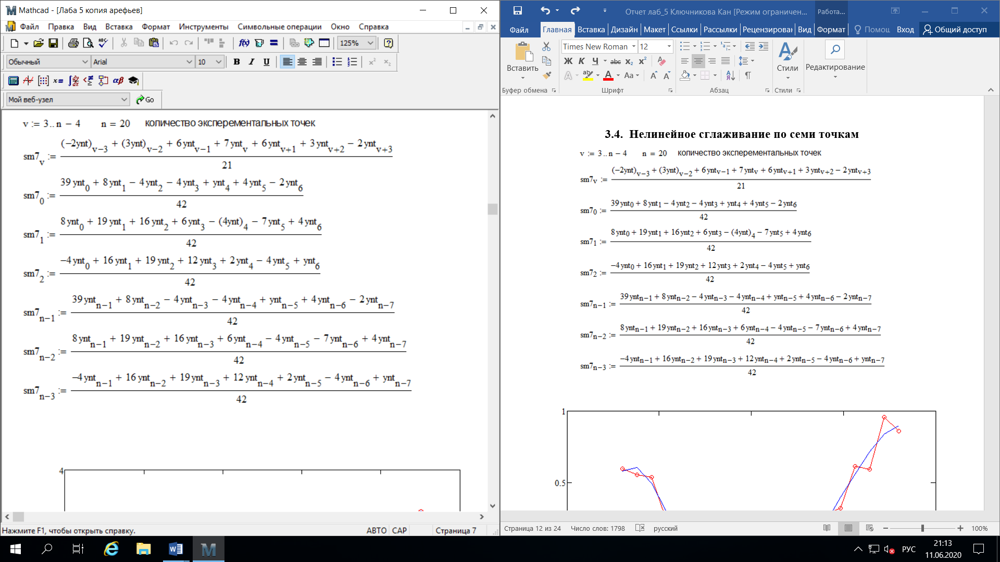 Mathcad - [Лаба 5 копия арефьев]
Файл Правка Вид Вставка Формат Инструменты Символьные операции Окно Справка
125%
Обычный Arial 10 B I U
Мой веб-узел Go
v := 3 .. n − 4 n = 20 количество эксперементальных точек
sm7_v := ((−2ynt)_{v−3} + (3ynt)_{v−2} + 6 ynt_{v−1} + 7 ynt_v + 6 ynt_{v+1} + 3 ynt_{v+2} − 2 ynt_{v+3}) / 21
sm7_0 := (39 ynt_0 + 8 ynt_1 − 4 ynt_2 − 4 ynt_3 + ynt_4 + 4 ynt_5 − 2 ynt_6) / 42
sm7_1 := (8 ynt_0 + 19 ynt_1 + 16 ynt_2 + 6 ynt_3 − (4ynt)_4 − 7 ynt_5 + 4 ynt_6) / 42
sm7_2 := (−4 ynt_0 + 16 ynt_1 + 19 ynt_2 + 12 ynt_3 + 2 ynt_4 − 4 ynt_5 + ynt_6) / 42
sm7_{n−1} := (39 ynt_{n−1} + 8 ynt_{n−2} − 4 ynt_{n−3} − 4 ynt_{n−4} + ynt_{n−5} + 4 ynt_{n−6} − 2 ynt_{n−7}) / 42
sm7_{n−2} := (8 ynt_{n−1} + 19 ynt_{n−2} + 16 ynt_{n−3} + 6 ynt_{n−4} − 4 ynt_{n−5} − 7 ynt_{n−6} + 4 ynt_{n−7}) / 42
sm7_{n−3} := (−4 ynt_{n−1} + 16 ynt_{n−2} + 19 ynt_{n−3} + 12 ynt_{n−4} + 2 ynt_{n−5} − 4 ynt_{n−6} + ynt_{n−7}) / 42
4
Нажмите F1, чтобы открыть справку. АВТО CAP Страница 7
Отчет лаб_5 Ключникова Кан [Режим ограничен... Работа...
Файл Главная Вставка Дизайн Макет Ссылки Рассылки Рецензирован Вид Формат Помощ Вход Общий доступ
Times New Roman 12
Вставить Ж К Ч abc x₂ x² Стили Редактирование
А ab А Aa А А
Буфер обмена Шрифт Абзац Стили
3.4. Нелинейное сглаживание по семи точкам
v := 3 .. n − 4 n = 20 количество эксперементальных точек
sm7_v := ((−2ynt)_{v−3} + (3ynt)_{v−2} + 6 ynt_{v−1} + 7 ynt_v + 6 ynt_{v+1} + 3 ynt_{v+2} − 2 ynt_{v+3}) / 21
sm7_0 := (39 ynt_0 + 8 ynt_1 − 4 ynt_2 − 4 ynt_3 + ynt_4 + 4 ynt_5 − 2 ynt_6) / 42
sm7_1 := (8 ynt_0 + 19 ynt_1 + 16 ynt_2 + 6 ynt_3 − (4ynt)_4 − 7 ynt_5 + 4 ynt_6) / 42
sm7_2 := (−4 ynt_0 + 16 ynt_1 + 19 ynt_2 + 12 ynt_3 + 2 ynt_4 − 4 ynt_5 + ynt_6) / 42
sm7_{n−1} := (39 ynt_{n−1} + 8 ynt_{n−2} − 4 ynt_{n−3} − 4 ynt_{n−4} + ynt_{n−5} + 4 ynt_{n−6} − 2 ynt_{n−7}) / 42
sm7_{n−2} := (8 ynt_{n−1} + 19 ynt_{n−2} + 16 ynt_{n−3} + 6 ynt_{n−4} − 4 ynt_{n−5} − 7 ynt_{n−6} + 4 ynt_{n−7}) / 42
sm7_{n−3} := (−4 ynt_{n−1} + 16 ynt_{n−2} + 19 ynt_{n−3} + 12 ynt_{n−4} + 2 ynt_{n−5} − 4 ynt_{n−6} + ynt_{n−7}) / 42
1
0.5
Страница 12 из 24 Число слов: 1798 русский 100%
РУС 21:13
11.06.2020